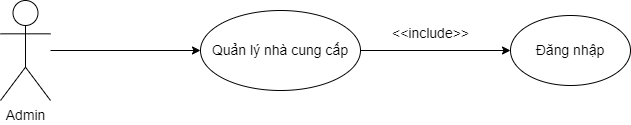 <<include>>
Quản lý nhà cung cấp
Đăng nhập
Admin